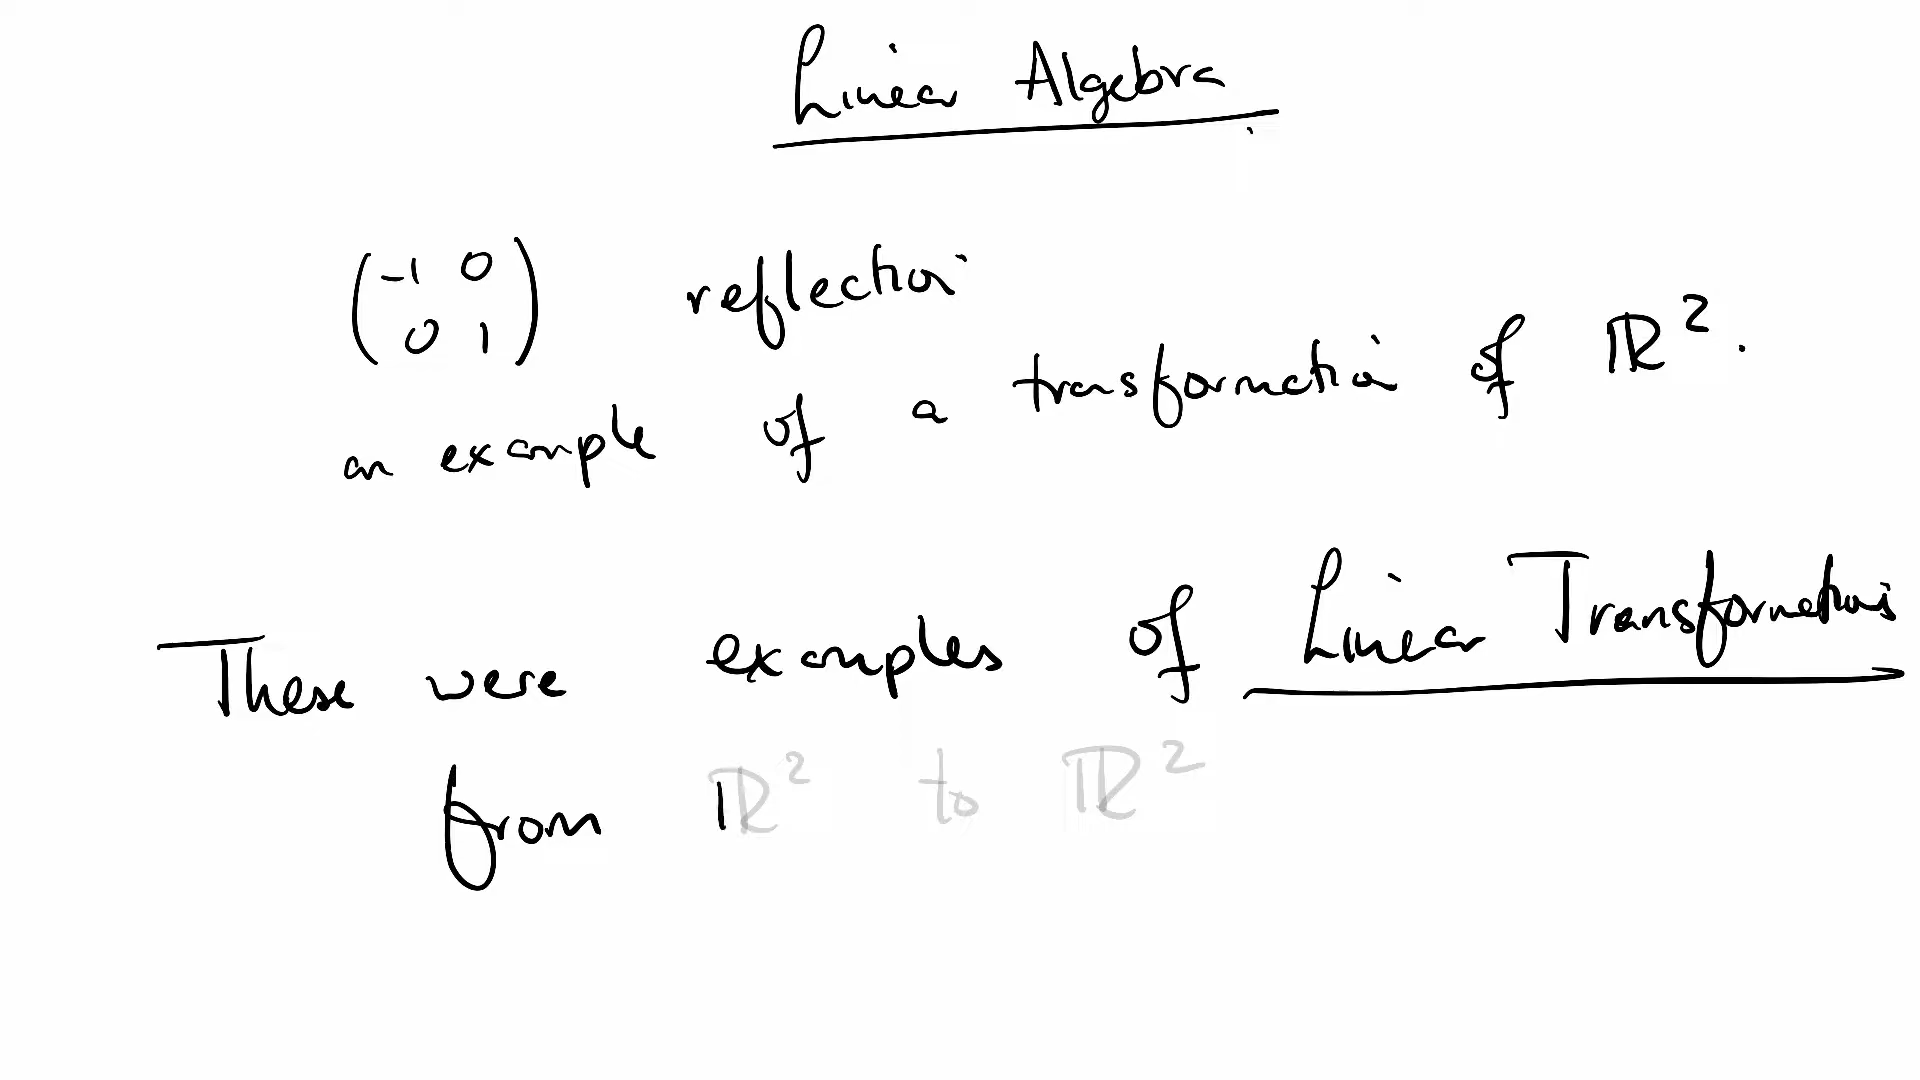 Linear Algebra
(-1 0
0 1) reflection
an example of a transformation of ℝ².
These were examples of Linear Transformations
from ℝ² to ℝ²